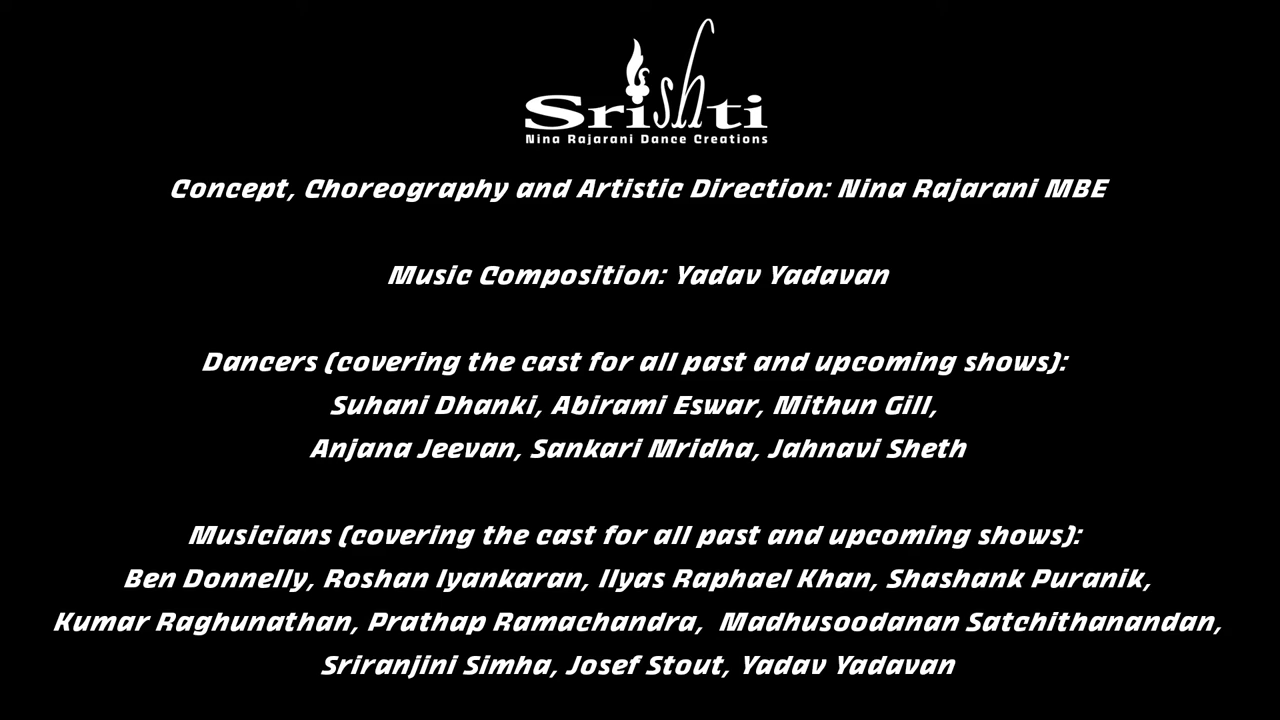 Srishti
Nina Rajarani Dance Creations
Concept, Choreography and Artistic Direction: Nina Rajarani MBE
Music Composition: Yadav Yadavan
Dancers (covering the cast for all past and upcoming shows):
Suhani Dhanki, Abirami Eswar, Mithun Gill,
Anjana Jeevan, Sankari Mridha, Jahnavi Sheth
Musicians (covering the cast for all past and upcoming shows):
Ben Donnelly, Roshan Iyankaran, Ilyas Raphael Khan, Shashank Puranik,
Kumar Raghunathan, Prathap Ramachandra, Madhusoodanan Satchithanandan,
Sriranjini Simha, Josef Stout, Yadav Yadavan